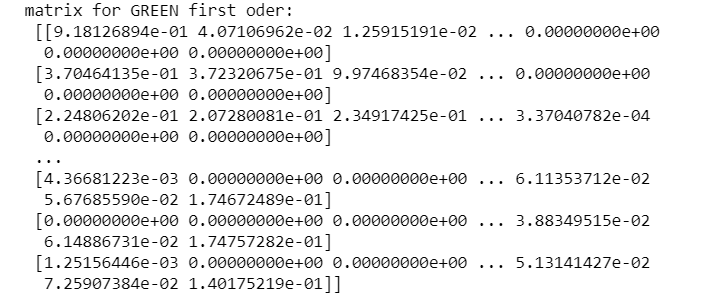 matrix for GREEN first oder:
[[9.18126894e-01 4.07106962e-02 1.25915191e-02 ... 0.00000000e+00
0.00000000e+00 0.00000000e+00]
[3.70464135e-01 3.72320675e-01 9.97468354e-02 ... 0.00000000e+00
0.00000000e+00 0.00000000e+00]
[2.24806202e-01 2.07280081e-01 2.34917425e-01 ... 3.37040782e-04
0.00000000e+00 0.00000000e+00]
...
[4.36681223e-03 0.00000000e+00 0.00000000e+00 ... 6.11353712e-02
5.67685590e-02 1.74672489e-01]
[0.00000000e+00 0.00000000e+00 0.00000000e+00 ... 3.88349515e-02
6.14886731e-02 1.74757282e-01]
[1.25156446e-03 0.00000000e+00 0.00000000e+00 ... 5.13141427e-02
7.25907384e-02 1.40175219e-01]]